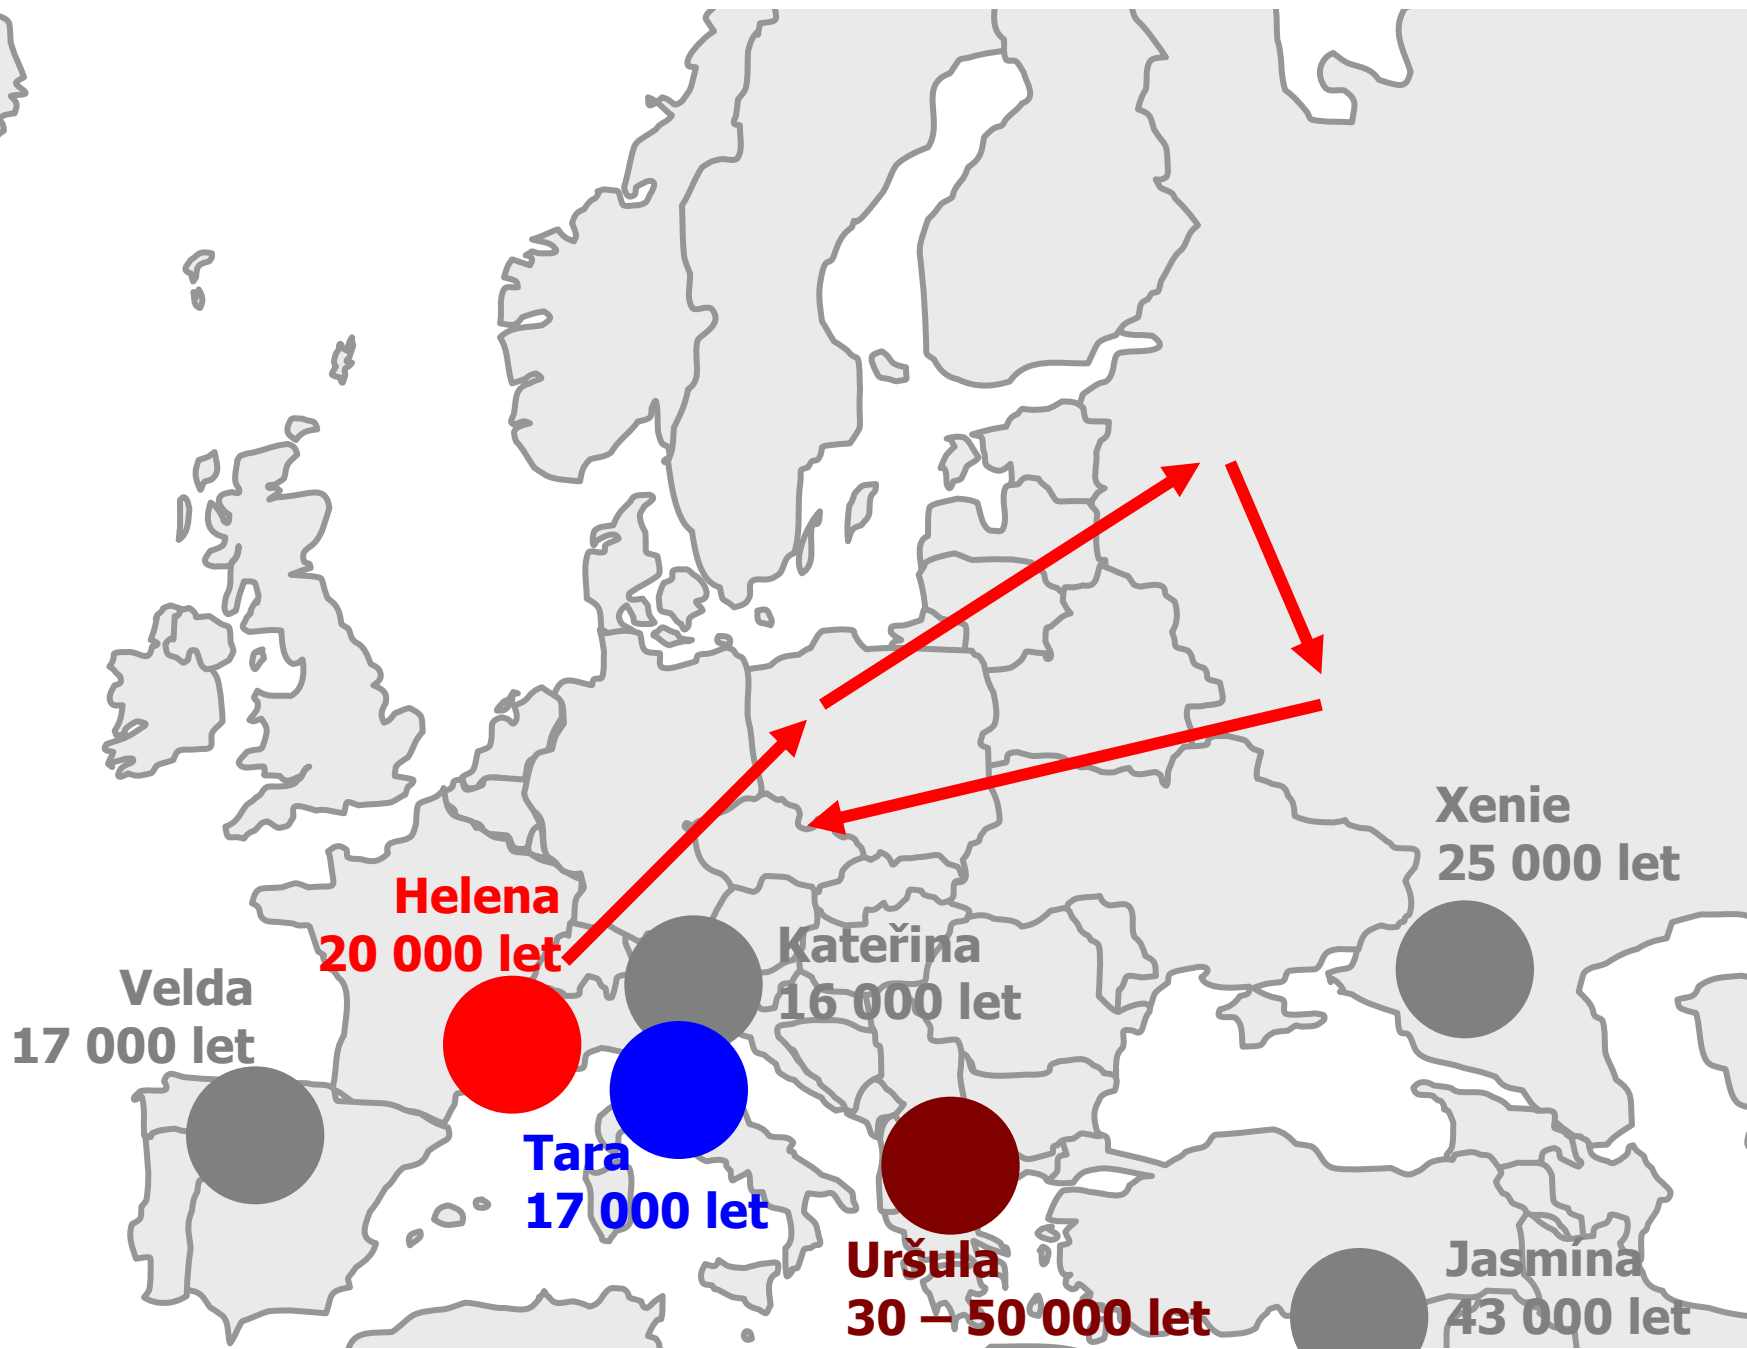 Xenie
25 000 let
Helena
20 000 let
Kateřina
16 000 let
Velda
17 000 let
Tara
17 000 let
Uršula
30 – 50 000 let
Jasmína
43 000 let